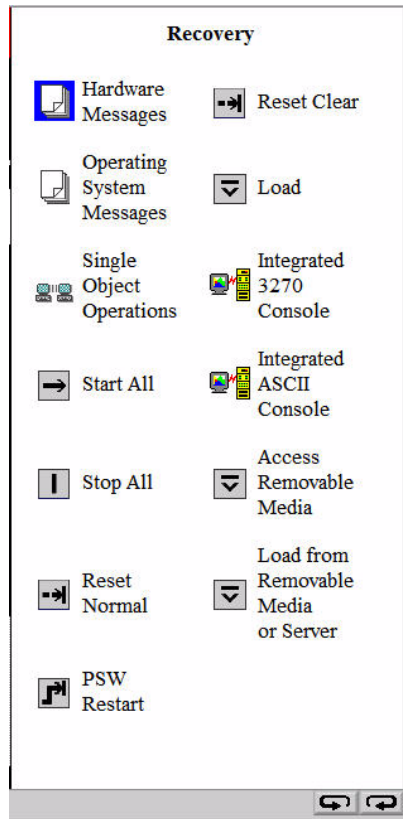 Recovery
Hardware
Messages
Reset Clear
Operating
System
Messages
Load
Single
Object
Operations
Integrated
3270
Console
Start All
Integrated
ASCII
Console
Stop All
Access
Removable
Media
Reset
Normal
Load from
Removable
Media
or Server
PSW
Restart